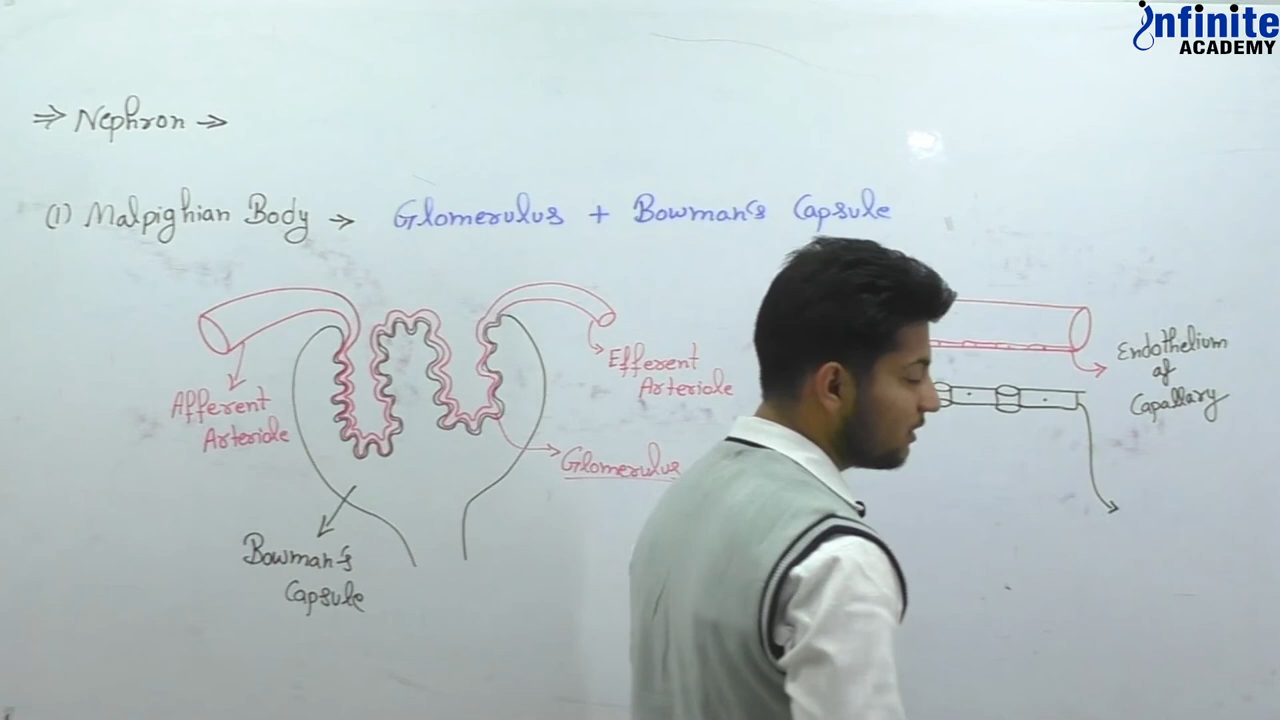 Infinite
ACADEMY
⇒ Nephron →
(1) Malpighian Body → Glomerulus + Bowman's Capsule
Afferent
Arteriole
Efferent
Arteriole
Glomerulus
Bowman's
Capsule
Endothelium
of
Capallary